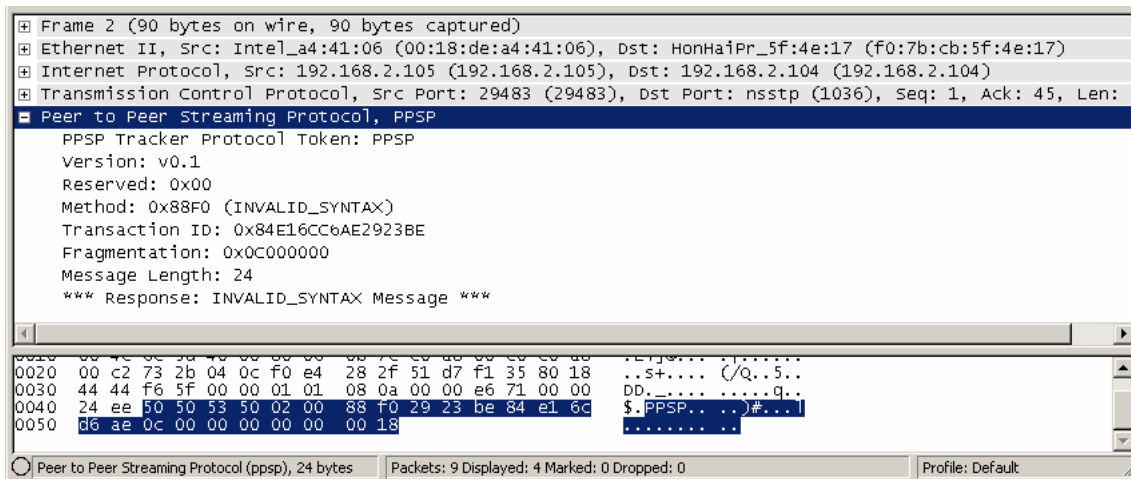 Frame 2 (90 bytes on wire, 90 bytes captured)
Ethernet II, Src: Intel_a4:41:06 (00:18:de:a4:41:06), Dst: HonHaiPr_5f:4e:17 (f0:7b:cb:5f:4e:17)
Internet Protocol, Src: 192.168.2.105 (192.168.2.105), Dst: 192.168.2.104 (192.168.2.104)
Transmission Control Protocol, Src Port: 29483 (29483), Dst Port: nsstp (1036), Seq: 1, Ack: 45, Len:
Peer to Peer Streaming Protocol, PPSP
PPSP Tracker Protocol Token: PPSP
Version: v0.1
Reserved: 0x00
Method: 0x88F0 (INVALID_SYNTAX)
Transaction ID: 0x84E16CC6AE2923BE
Fragmentation: 0x0C000000
Message Length: 24
*** Response: INVALID_SYNTAX Message ***
0020 00 c2 73 2b 04 0c f0 e4 28 2f 51 d7 f1 35 80 18 ..s+.... (/Q..5..
0030 44 44 f6 5f 00 00 01 01 08 0a 00 00 e6 71 00 00 DD._.... .....q..
0040 24 ee 50 50 53 50 02 00 88 f0 29 23 be 84 e1 6c $.PPSP.. ..)#...l
0050 d6 ae 0c 00 00 00 00 00 00 18 ........ ..
Peer to Peer Streaming Protocol (ppsp), 24 bytes Packets: 9 Displayed: 4 Marked: 0 Dropped: 0 Profile: Default